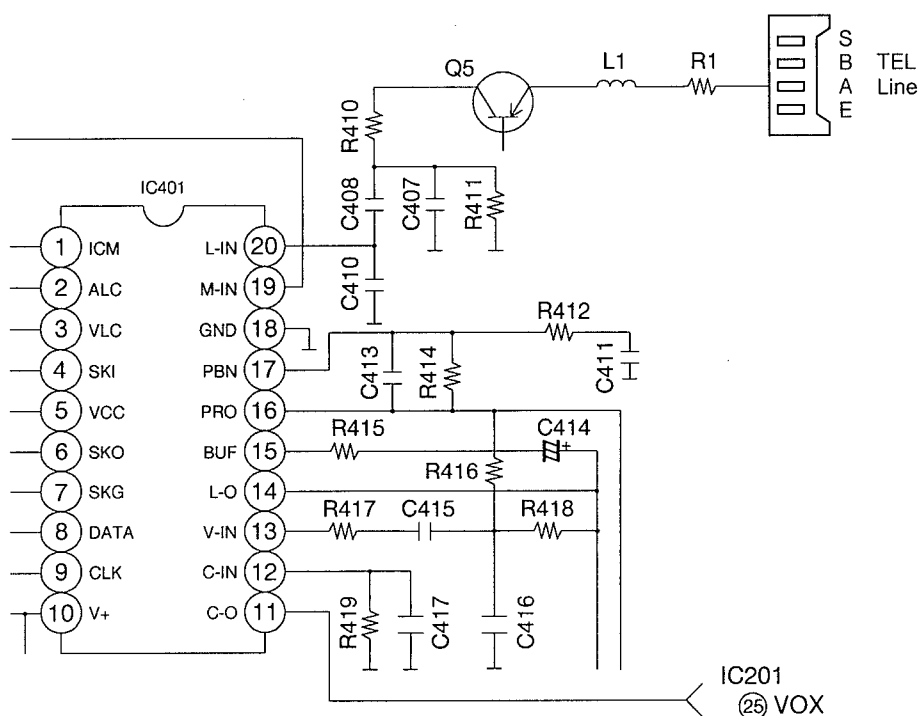 S
Q5
L1
R1
B
TEL
A
Line
E
R410
IC401
C408
C407
R411
1
ICM
L-IN
20
2
ALC
M-IN
19
C410
3
VLC
GND
18
R412
4
SKI
PBN
17
C413
R414
C411
5
VCC
PRO
16
6
SKO
BUF
15
R415
C414
+
R416
7
SKG
L-O
14
8
DATA
V-IN
13
R417
C415
R418
9
CLK
C-IN
12
10
V+
C-O
11
R419
C417
C416
IC201
25 VOX